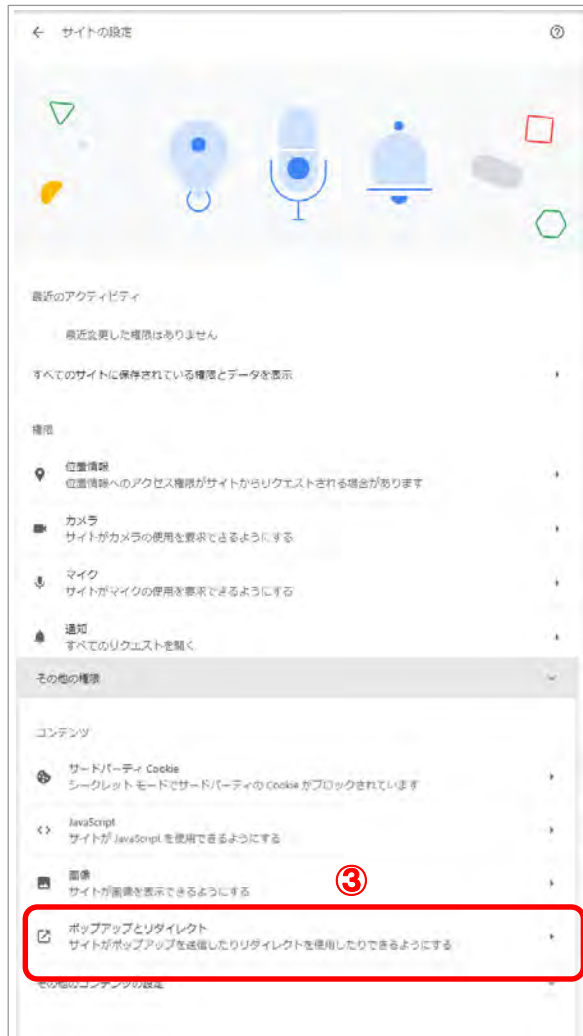 ← サイトの設定
最近のアクティビティ
最近変更した権限はありません
すべてのサイトに保存されている権限とデータを表示
権限
位置情報
位置情報へのアクセス権限がサイトからリクエストされる場合があります
カメラ
サイトがカメラの使用を要求できるようにする
マイク
サイトがマイクの使用を要求できるようにする
通知
すべてのリクエストを開く
その他の権限
コンテンツ
サードパーティ Cookie
シークレット モードでサードパーティの Cookie がブロックされています
JavaScript
サイトが JavaScript を使用できるようにする
画像
サイトが画像を表示できるようにする
③
ポップアップとリダイレクト
サイトがポップアップを送信したりリダイレクトを使用したりできるようにする
その他のコンテンツの設定